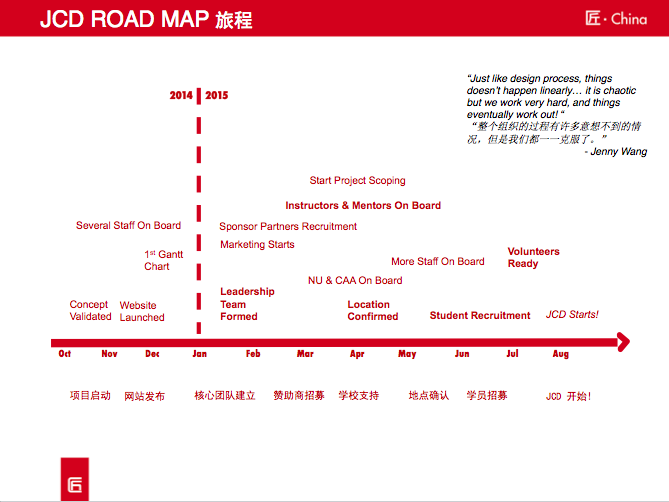 JCD ROAD MAP 旅程
匠·China
"Just like design process, things
doesn't happen linearly… it is chaotic
but we work very hard, and things
eventually work out! "
"整个组织的过程有许多意想不到的情
况，但是我们都一一克服了。"
- Jenny Wang
2014 2015
Start Project Scoping
Instructors & Mentors On Board
Several Staff On Board
Sponsor Partners Recruitment
Marketing Starts
1st Gantt
Chart
More Staff On Board
Volunteers
Ready
NU & CAA On Board
Concept
Validated
Website
Launched
Leadership
Team
Formed
Location
Confirmed
Student Recruitment
JCD Starts!
Oct Nov Dec Jan Feb Mar Apr May Jun Jul Aug
项目启动 网站发布 核心团队建立 赞助商招募 学校支持 地点确认 学员招募 JCD 开始！
匠